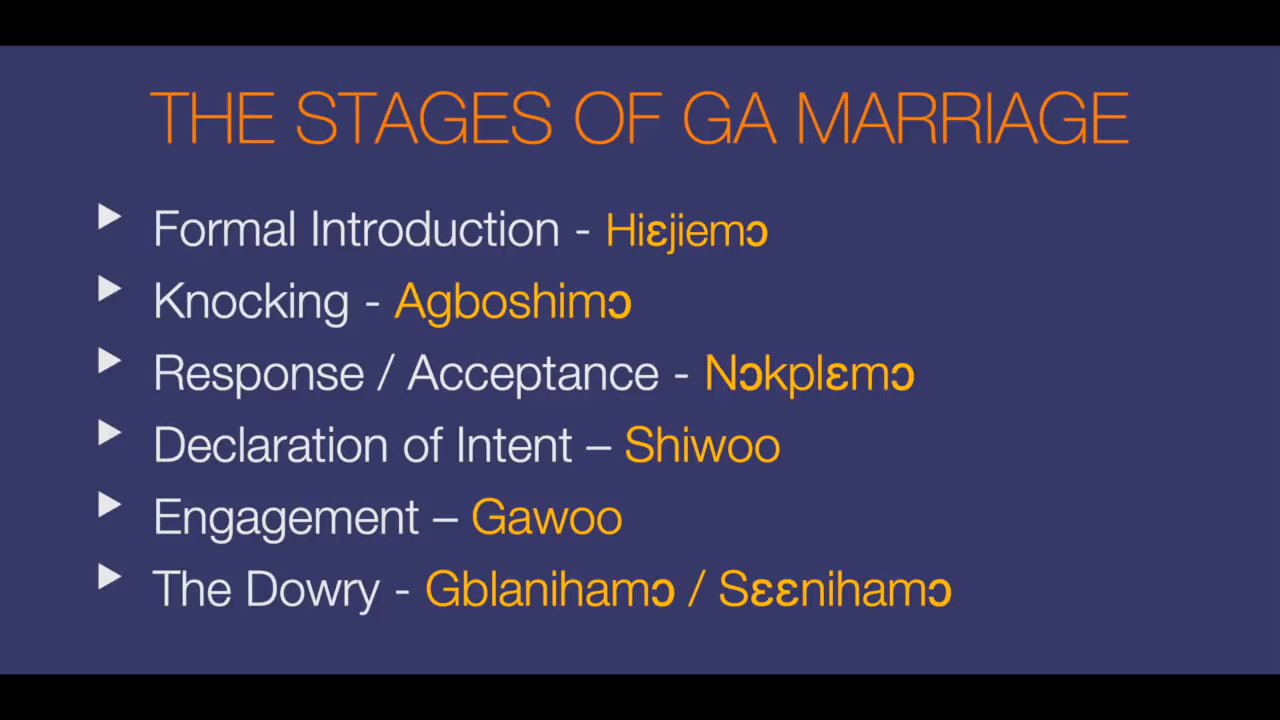 THE STAGES OF GA MARRIAGE
Formal Introduction - Hiɛjiemɔ
Knocking - Agboshimɔ
Response / Acceptance - Nɔkplɛmɔ
Declaration of Intent – Shiwoo
Engagement – Gawoo
The Dowry - Gblanihamɔ / Sɛɛnihamɔ